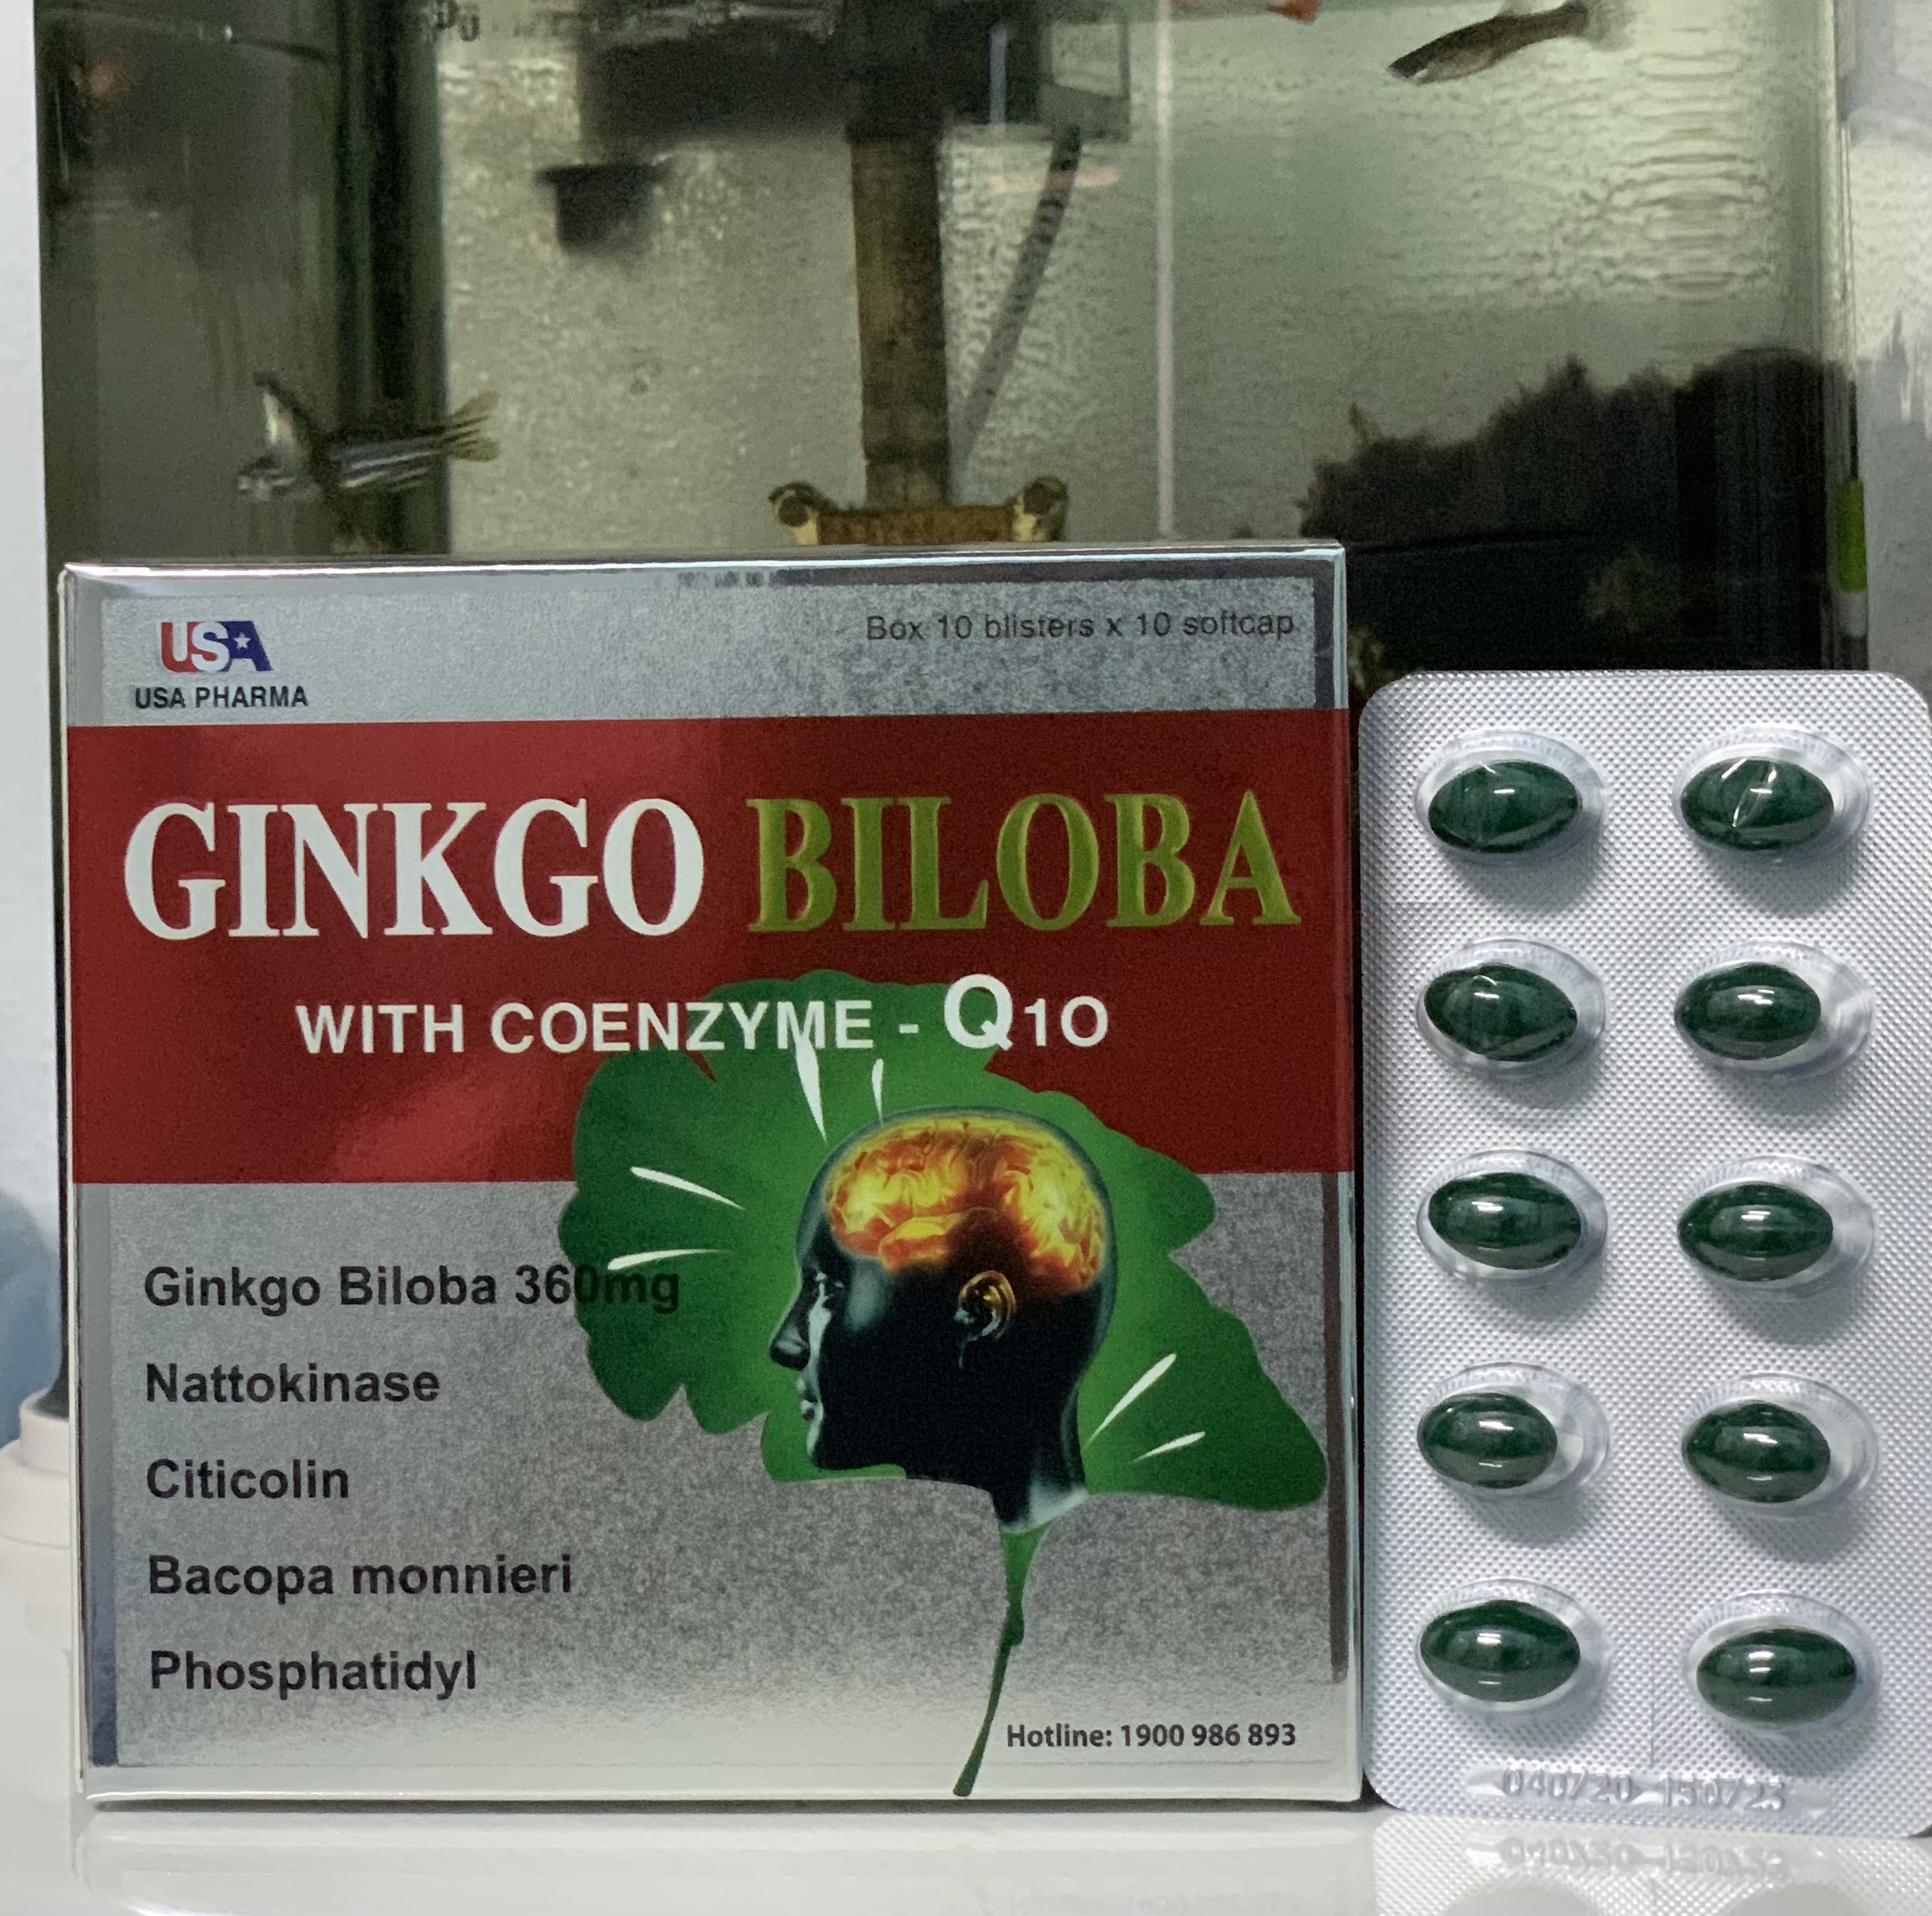 USA
USA PHARMA
Box 10 blisters x 10 softcap
GINKGO BILOBA
WITH COENZYME - Q10
Ginkgo Biloba 360mg
Nattokinase
Citicolin
Bacopa monnieri
Phosphatidyl
Hotline: 1900 986 893